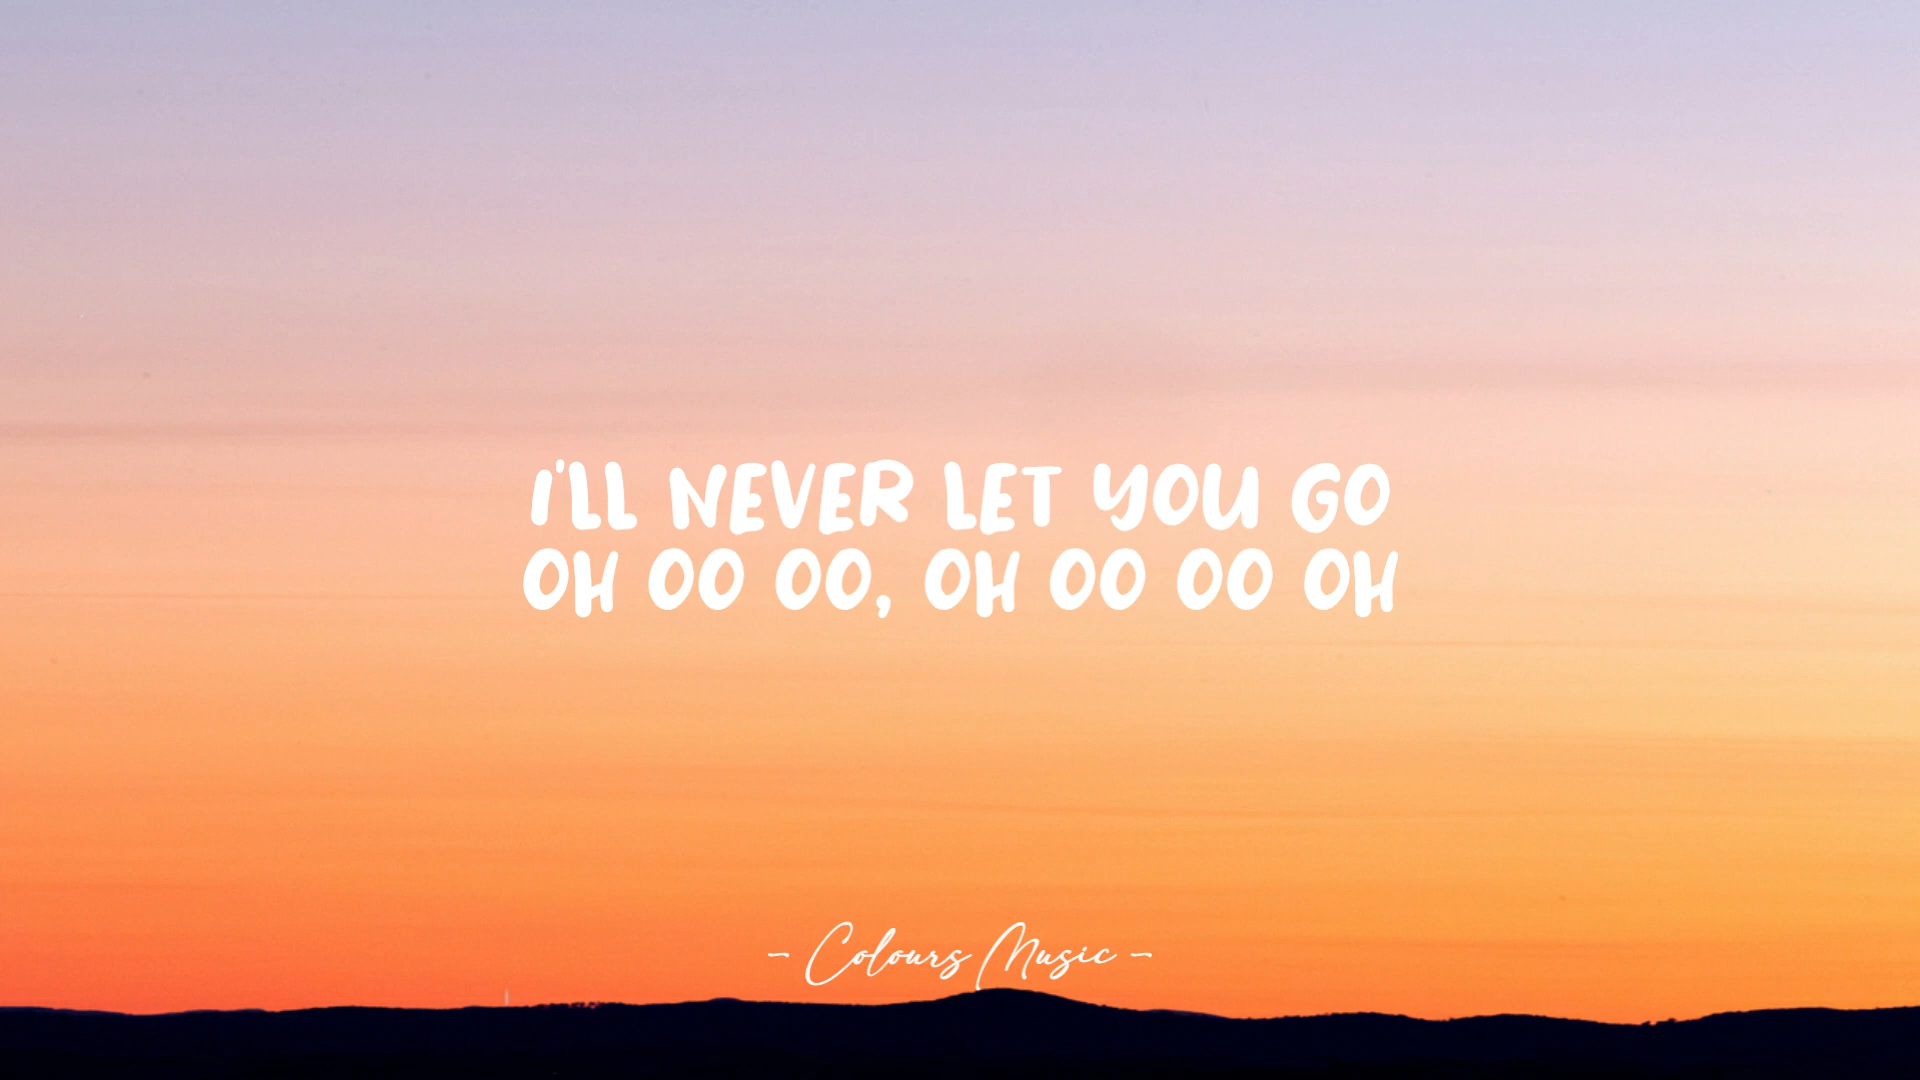 I'LL NEVER LET YOU GO
OH OO OO, OH OO OO OH
- Colours Music -